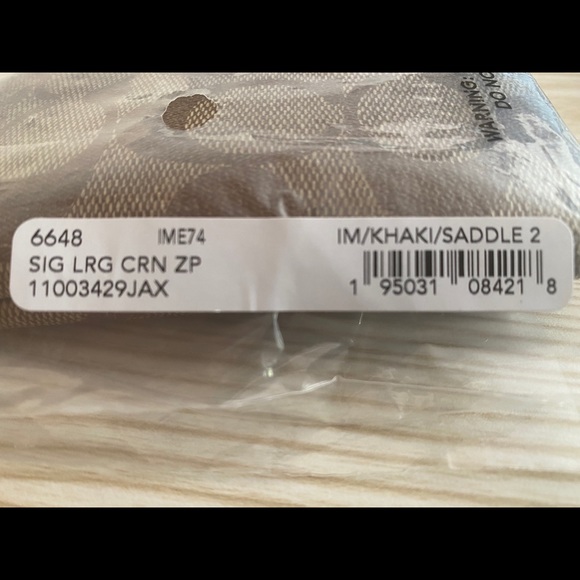 WARNING:
DO NO
6648 IME74 IM/KHAKI/SADDLE 2
SIG LRG CRN ZP
11003429JAX
1 95031 08421 8